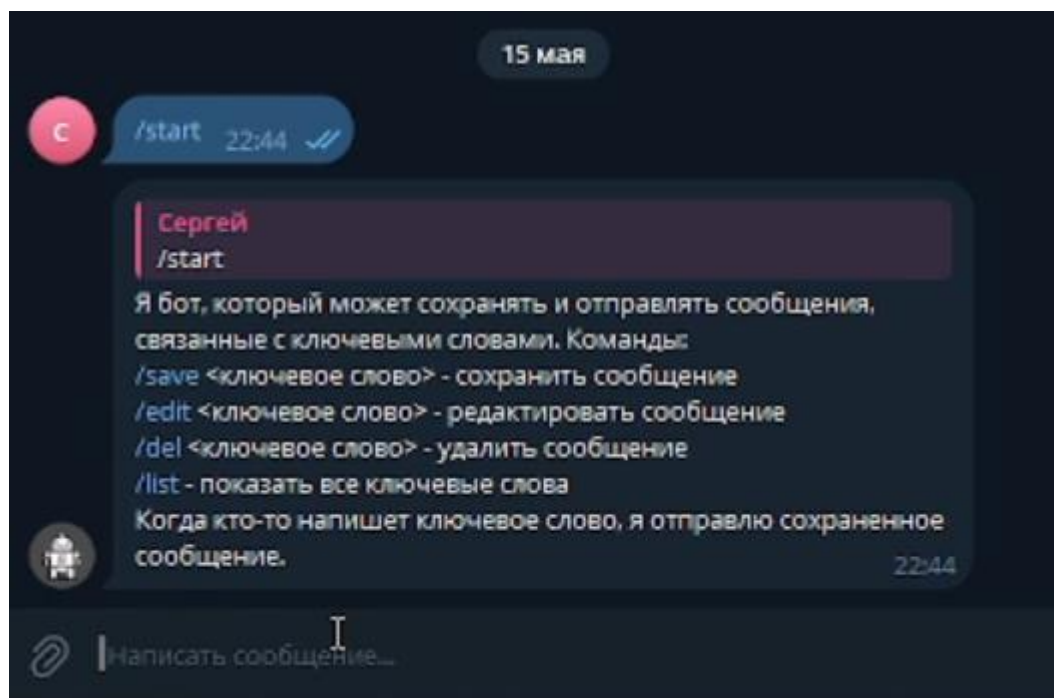 15 мая
С
/start 22:44
Сергей
/start
Я бот, который может сохранять и отправлять сообщения,
связанные с ключевыми словами. Команды:
/save <ключевое слово> - сохранить сообщение
/edit <ключевое слово> - редактировать сообщение
/del <ключевое слово> - удалить сообщение
/list - показать все ключевые слова
Когда кто-то напишет ключевое слово, я отправлю сохраненное
сообщение.
22:44
Написать сообщение...